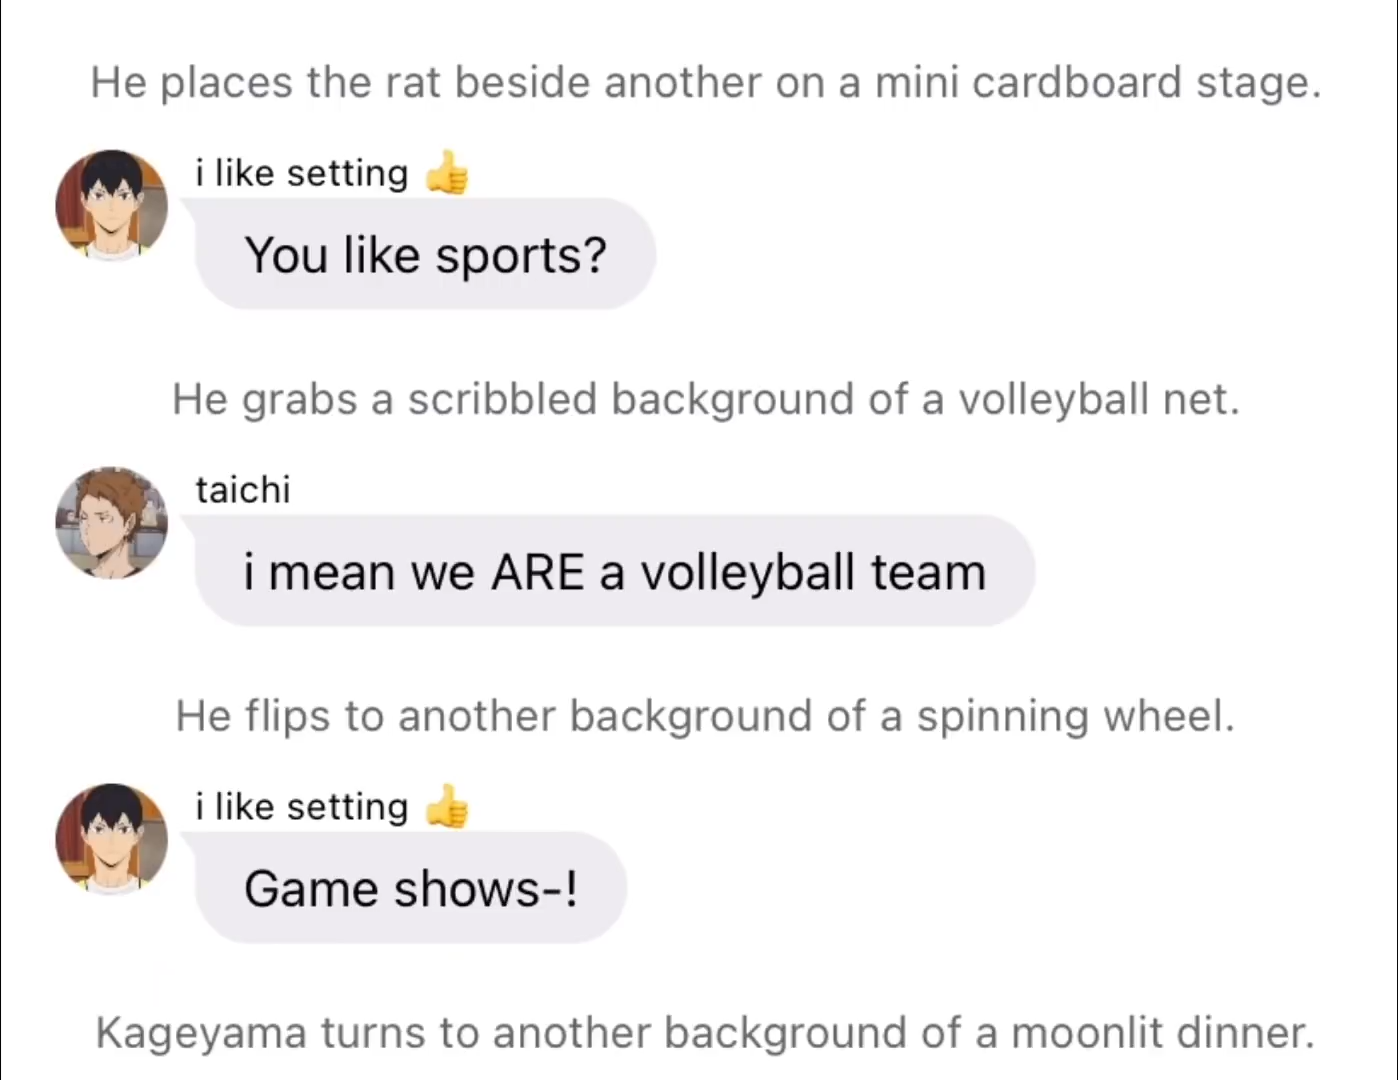 He places the rat beside another on a mini cardboard stage.
i like setting 👍
You like sports?
He grabs a scribbled background of a volleyball net.
taichi
i mean we ARE a volleyball team
He flips to another background of a spinning wheel.
i like setting 👍
Game shows-!
Kageyama turns to another background of a moonlit dinner.